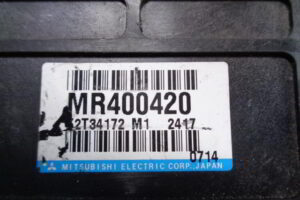 MR400420
2T34172 M1 2417
0714
MITSUBISHI ELECTRIC CORP. JAPAN